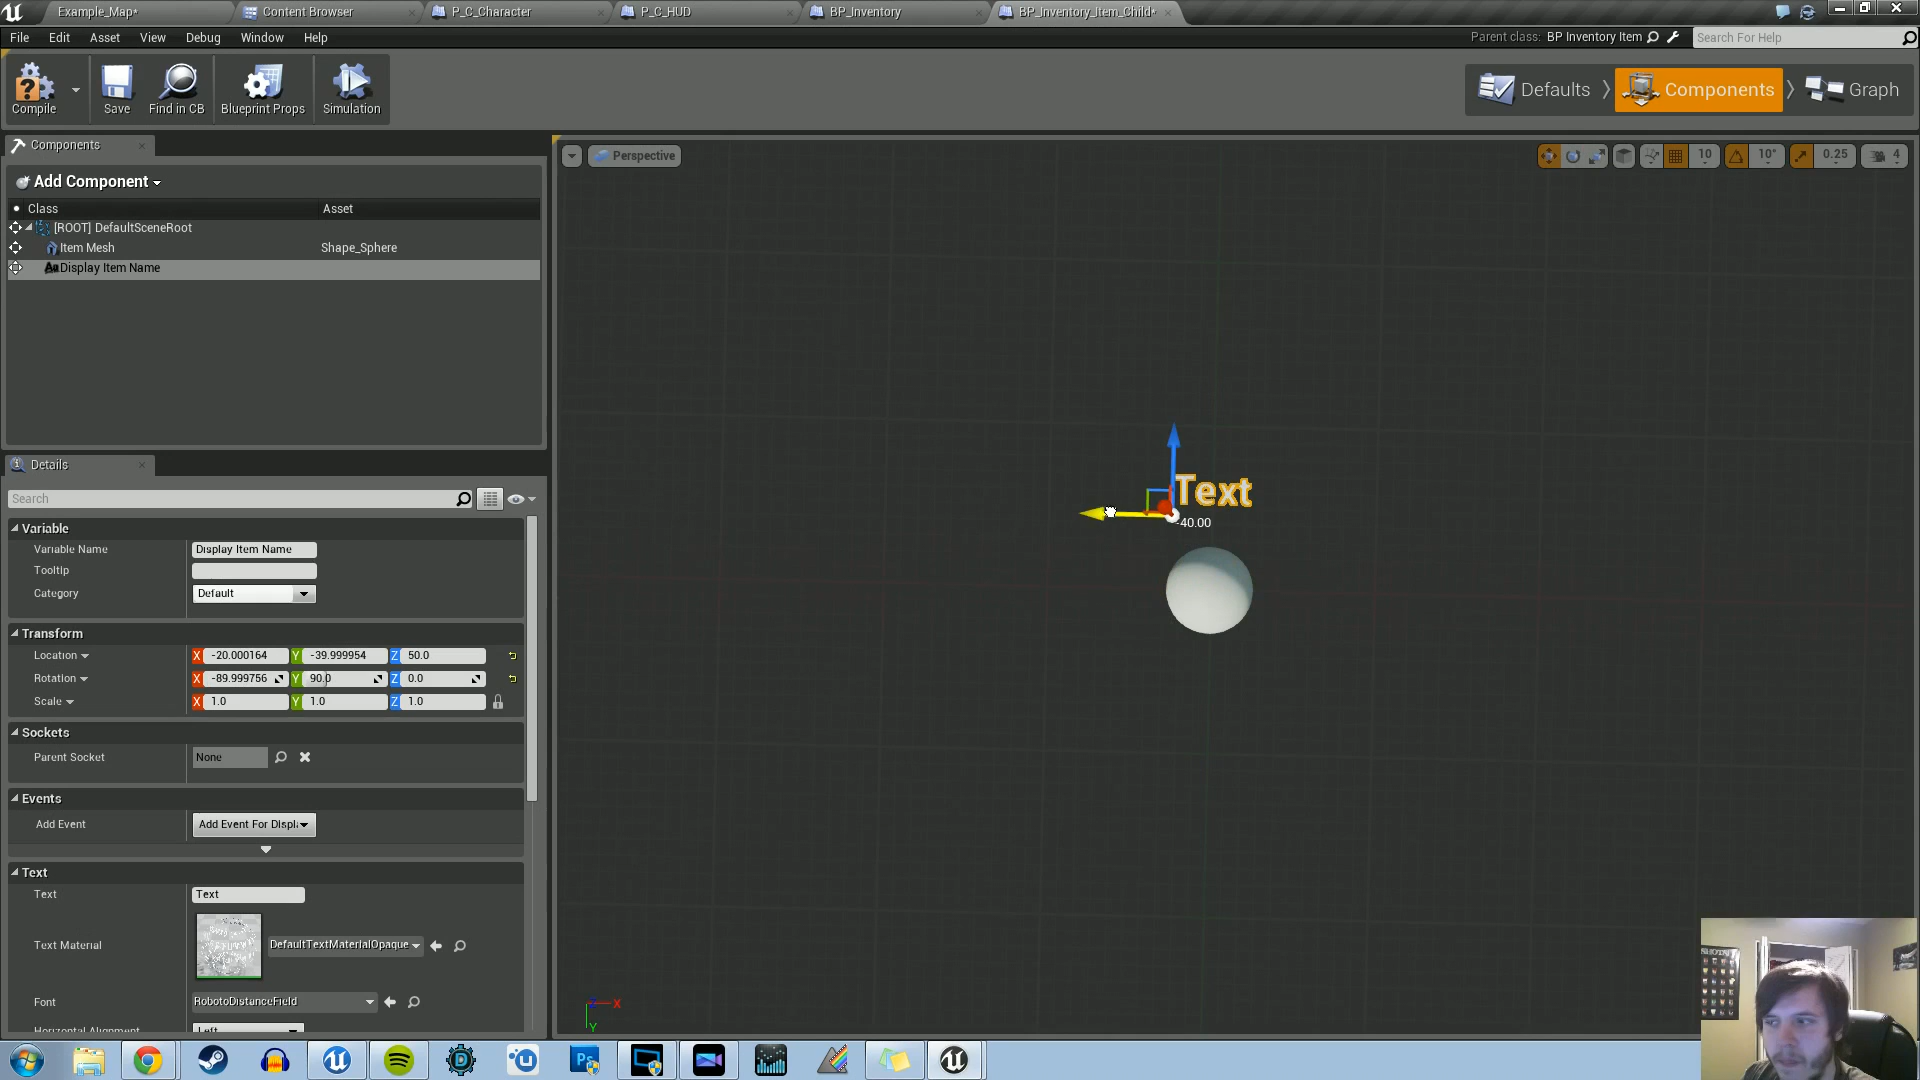 Example_Map*
Content Browser
P_C_Character
P_C_HUD
BP_Inventory
BP_Inventory_Item_Child*
File Edit Asset View Debug Window Help
Parent class: BP Inventory Item
Search For Help
Compile
Save
Find in CB
Blueprint Props
Simulation
Defaults
Components
Graph
Components
Add Component
Class Asset
[ROOT] DefaultSceneRoot
Item Mesh Shape_Sphere
Display Item Name
Perspective
10
10°
0.25
4
Text
-40.00
Details
Search
Variable
Variable Name Display Item Name
Tooltip
Category Default
Transform
Location X -20.000164 Y -39.999954 Z 50.0
Rotation X -89.999756 Y 90.0 Z 0.0
Scale X 1.0 Y 1.0 Z 1.0
Sockets
Parent Socket None
Events
Add Event Add Event For Displa
Text
Text Text
Text Material DefaultTextMaterialOpaque
Font RobotoDistanceField
Horizontal Alignment Left
X
Y
Ps